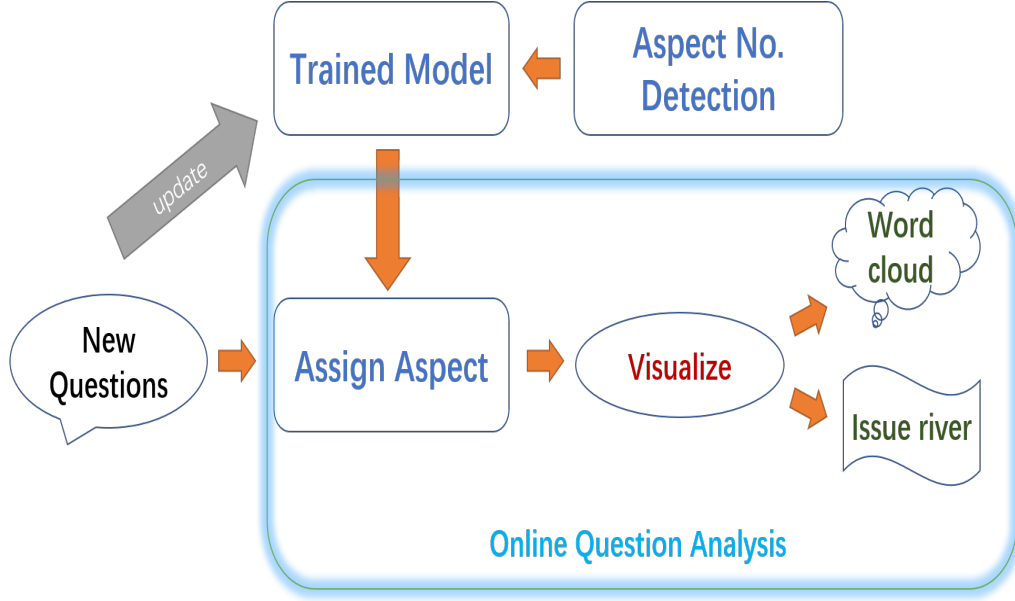 Trained Model
Aspect No.
Detection
update
New
Questions
Assign Aspect
Visualize
Word
cloud
Issue river
Online Question Analysis